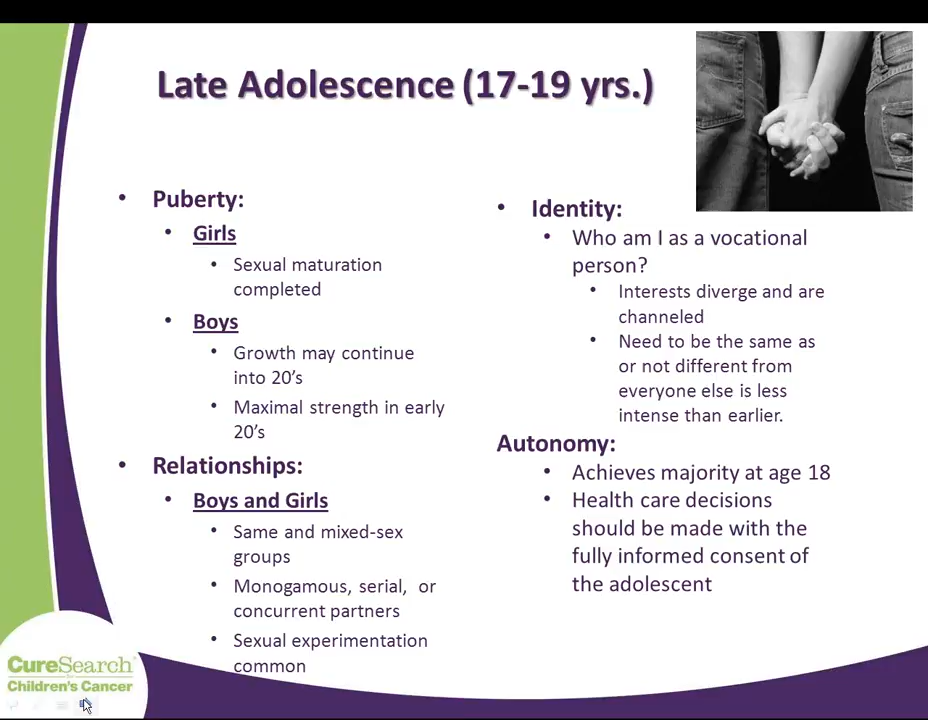 Late Adolescence (17-19 yrs.)
• Puberty:
• Girls
• Sexual maturation
completed
• Boys
• Growth may continue
into 20's
• Maximal strength in early
20's
• Relationships:
• Boys and Girls
• Same and mixed-sex
groups
• Monogamous, serial, or
concurrent partners
• Sexual experimentation
common
• Identity:
• Who am I as a vocational
person?
• Interests diverge and are
channeled
• Need to be the same as
or not different from
everyone else is less
intense than earlier.
Autonomy:
• Achieves majority at age 18
• Health care decisions
should be made with the
fully informed consent of
the adolescent
CureSearch
for
Children's Cancer